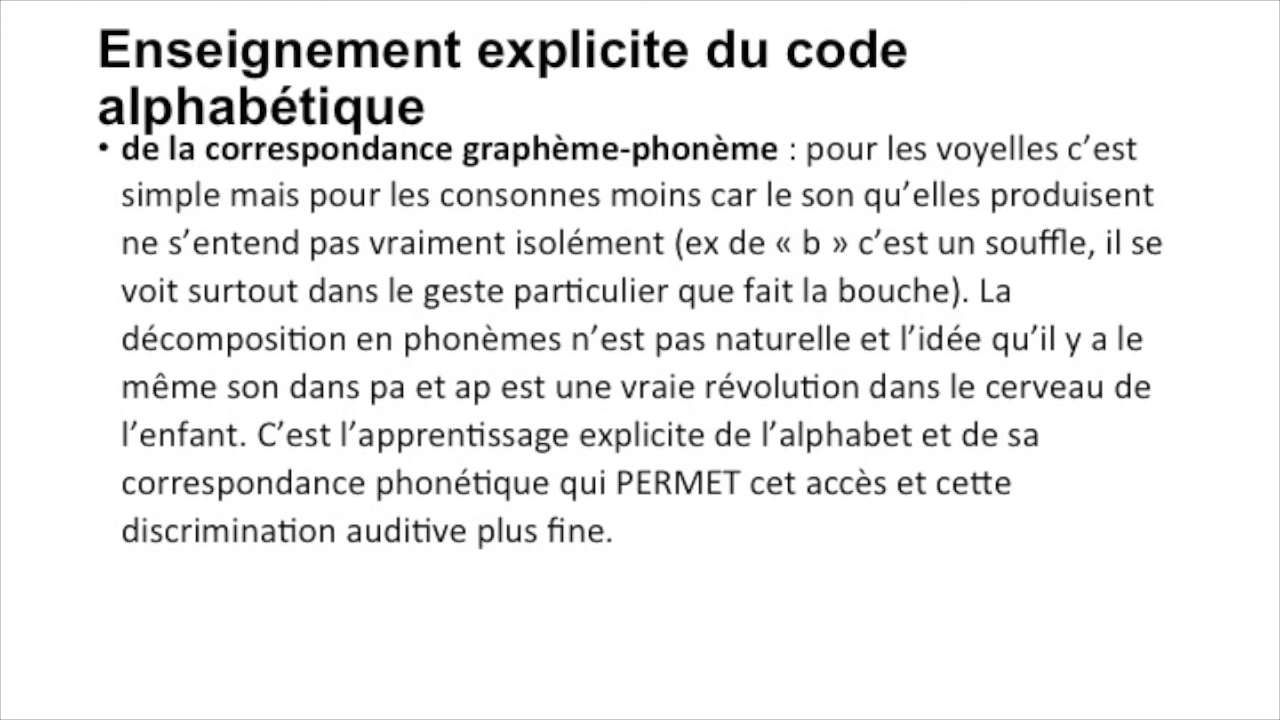 Enseignement explicite du code
alphabétique
• de la correspondance graphème-phonème : pour les voyelles c’est
simple mais pour les consonnes moins car le son qu’elles produisent
ne s’entend pas vraiment isolément (ex de « b » c’est un souffle, il se
voit surtout dans le geste particulier que fait la bouche). La
décomposition en phonèmes n’est pas naturelle et l’idée qu’il y a le
même son dans pa et ap est une vraie révolution dans le cerveau de
l’enfant. C’est l’apprentissage explicite de l’alphabet et de sa
correspondance phonétique qui PERMET cet accès et cette
discrimination auditive plus fine.